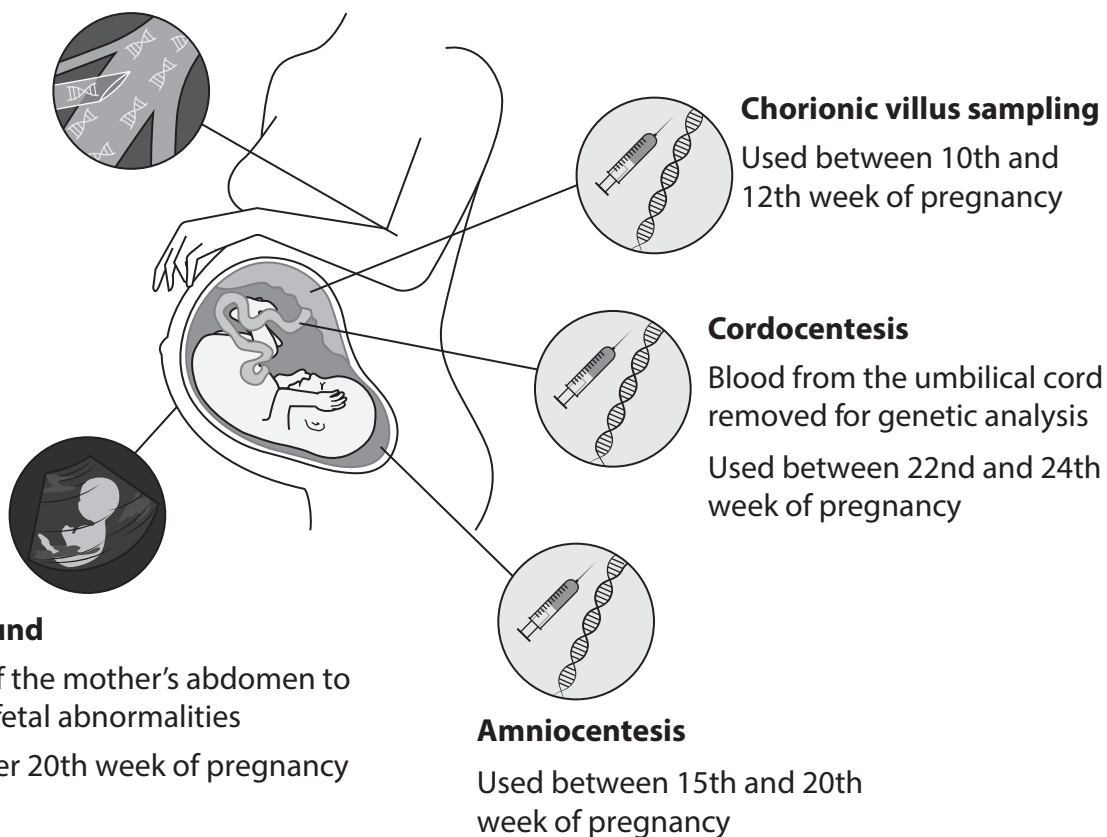 Chorionic villus sampling
Used between 10th and
12th week of pregnancy
Cordocentesis
Blood from the umbilical cord
removed for genetic analysis
Used between 22nd and 24th
week of pregnancy
of the mother's abdomen to
fetal abnormalities
20th week of pregnancy
Amniocentesis
Used between 15th and 20th
week of pregnancy